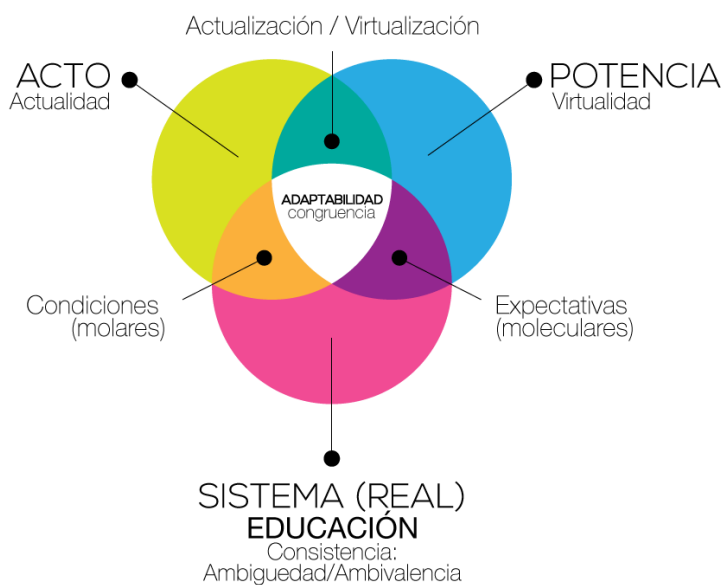 Actualización / Virtualización
ACTO
Actualidad
POTENCIA
Virtualidad
ADAPTABILIDAD
congruencia
Condiciones
(molares)
Expectativas
(moleculares)
SISTEMA (REAL)
EDUCACIÓN
Consistencia:
Ambiguedad/Ambivalencia